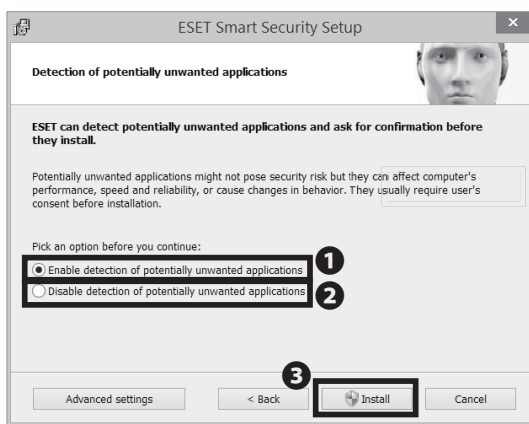 ESET Smart Security Setup
×
Detection of potentially unwanted applications
ESET can detect potentially unwanted applications and ask for confirmation before
they install.
Potentially unwanted applications might not pose security risk but they can affect computer's
performance, speed and reliability, or cause changes in behavior. They usually require user's
consent before installation.
Pick an option before you continue:
Enable detection of potentially unwanted applications
1
Disable detection of potentially unwanted applications
2
3
Advanced settings < Back Install Cancel